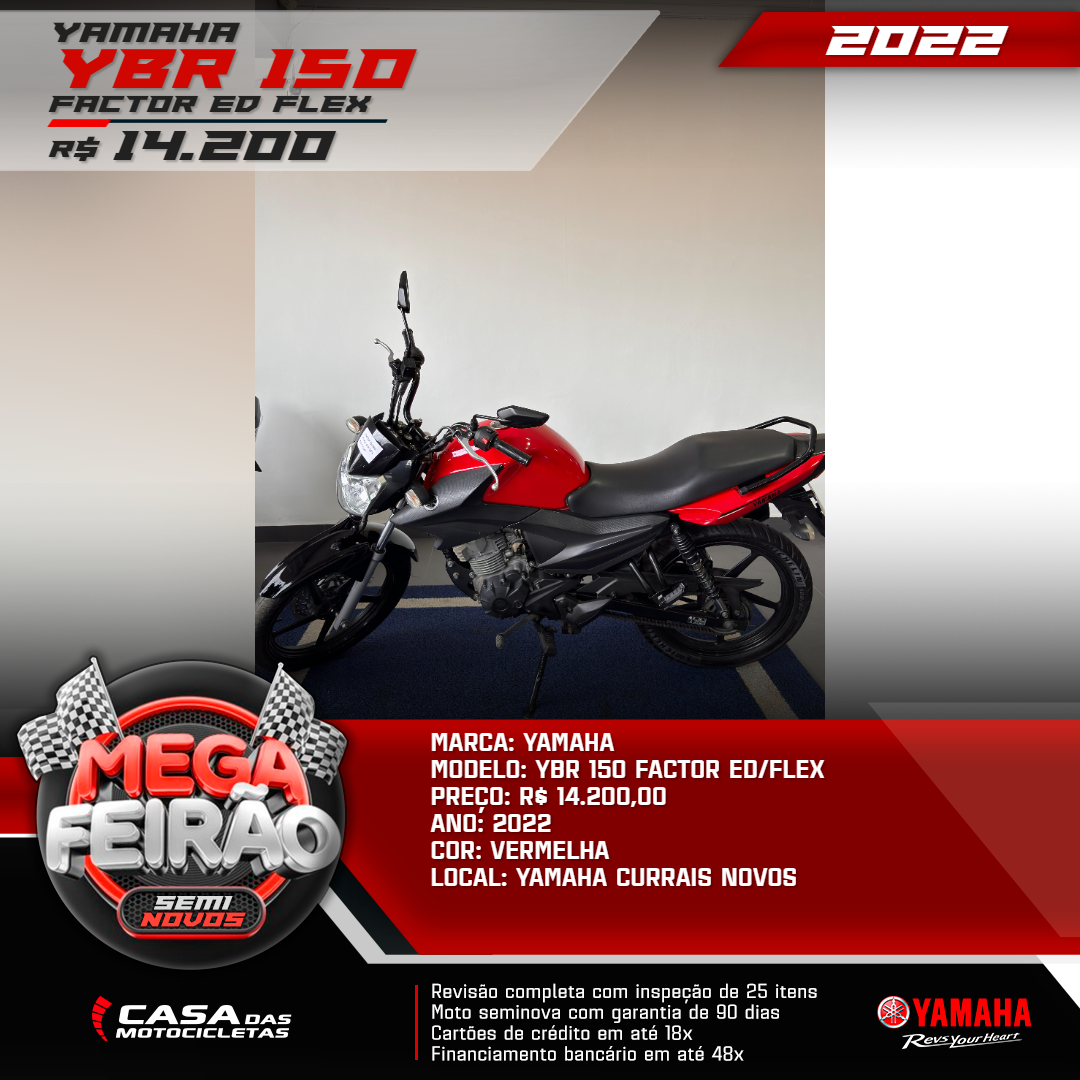 YAMAHA
YBR 150
FACTOR ED FLEX
R$ 14.200
2022
MEGA
FEIRÃO
SEMI
NOVOS
MARCA: YAMAHA
MODELO: YBR 150 FACTOR ED/FLEX
PREÇO: R$ 14.200,00
ANO: 2022
COR: VERMELHA
LOCAL: YAMAHA CURRAIS NOVOS
CASA DAS
MOTOCICLETAS
Revisão completa com inspeção de 25 itens
Moto seminova com garantia de 90 dias
Cartões de crédito em até 18x
Financiamento bancário em até 48x
YAMAHA
Revs Your Heart